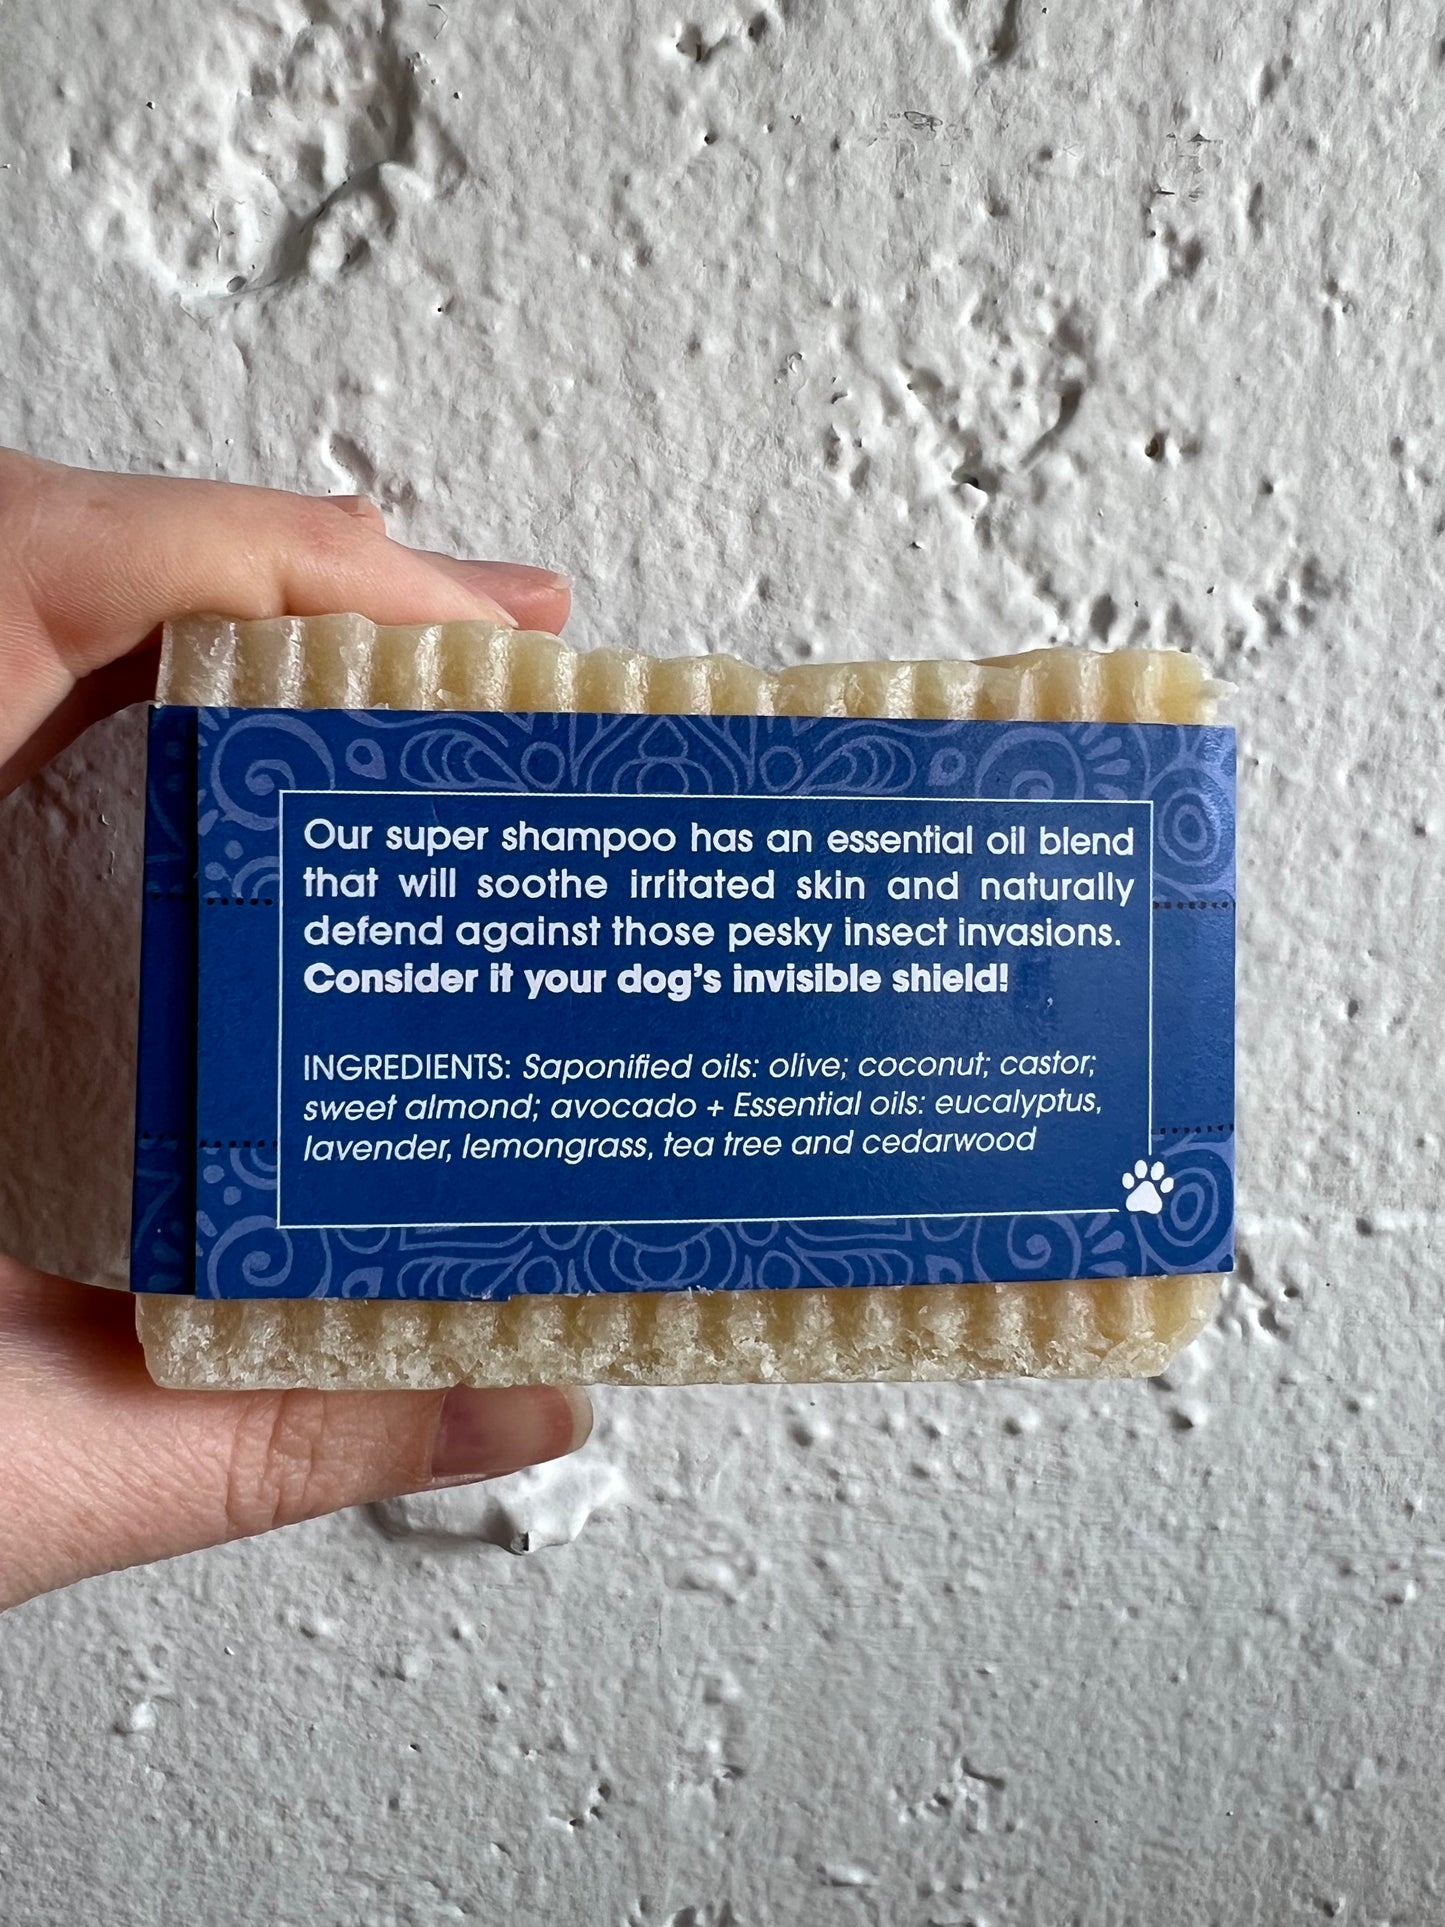 Our super shampoo has an essential oil blend
that will soothe irritated skin and naturally
defend against those pesky insect invasions.
Consider it your dog's invisible shield!
INGREDIENTS: Saponified oils: olive; coconut; castor;
sweet almond; avocado + Essential oils: eucalyptus,
lavender, lemongrass, tea tree and cedarwood